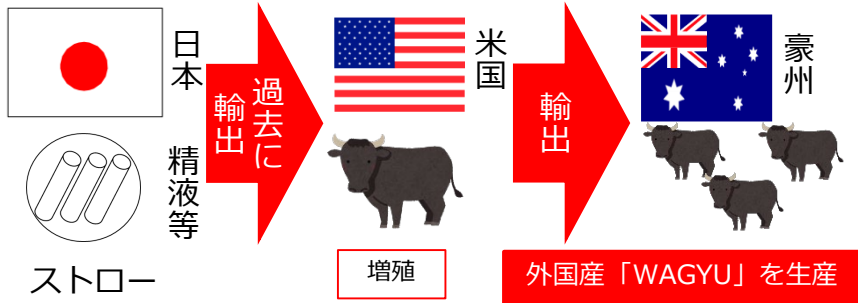 日本
精液等
ストロー
過去に
輸出
米国
増殖
輸出
豪州
外国産「WAGYU」を生産